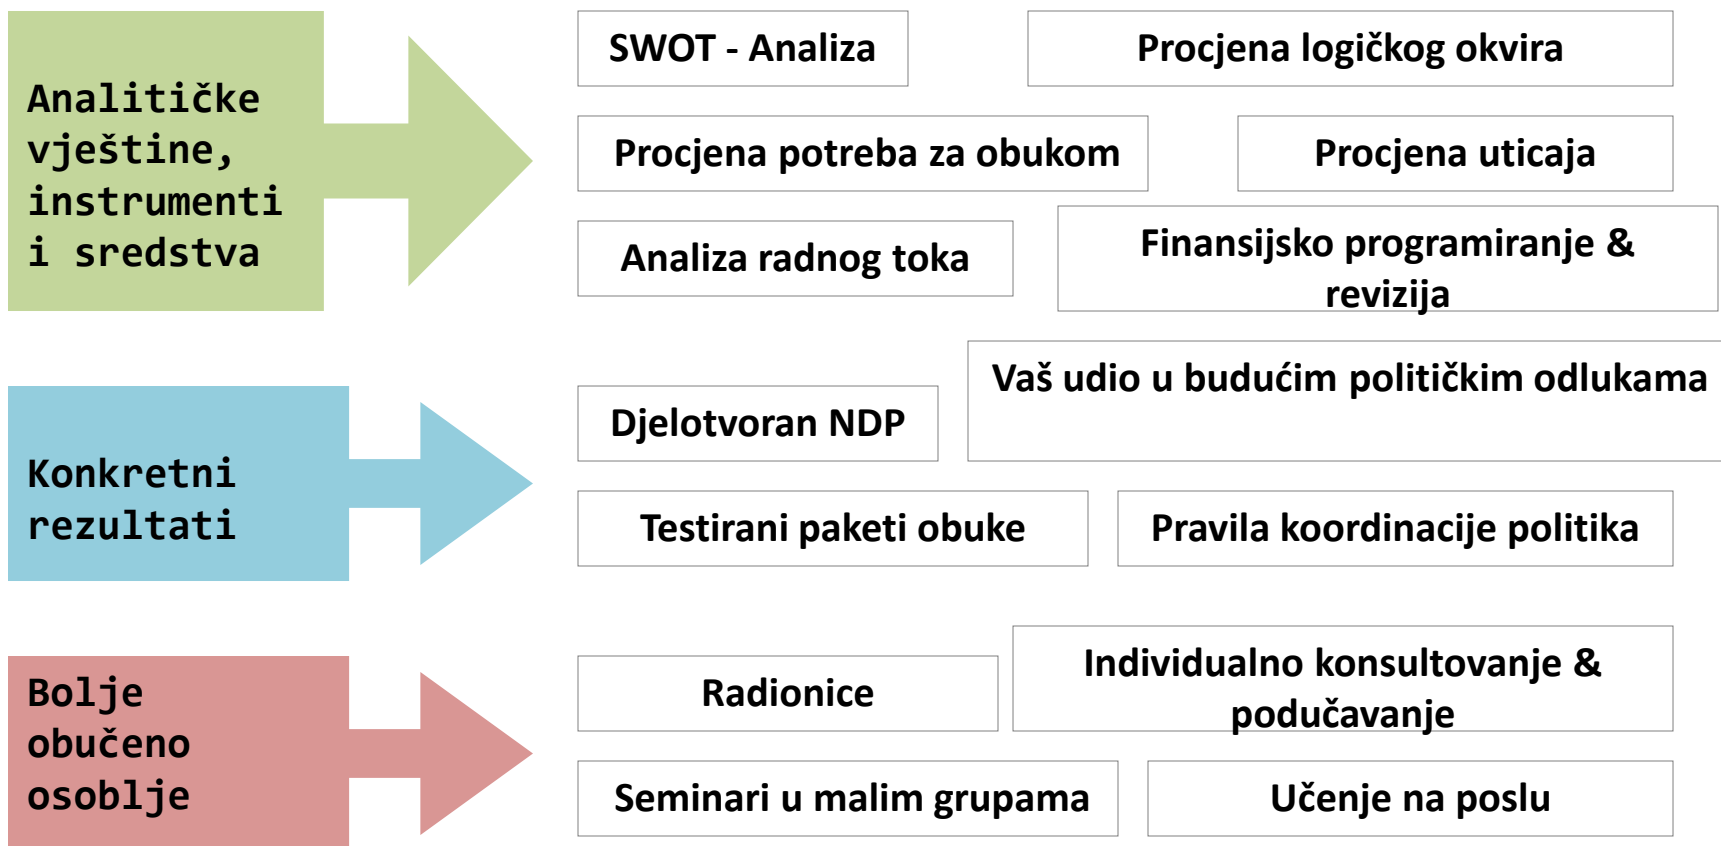 Analitičke
vještine,
instrumenti
i sredstva
SWOT - Analiza
Procjena logičkog okvira
Procjena potreba za obukom
Procjena uticaja
Analiza radnog toka
Finansijsko programiranje &
revizija
Konkretni
rezultati
Djelotvoran NDP
Vaš udio u budućim političkim odlukama
Testirani paketi obuke
Pravila koordinacije politika
Bolje
obučeno
osoblje
Radionice
Individualno konsultovanje &
podučavanje
Seminari u malim grupama
Učenje na poslu